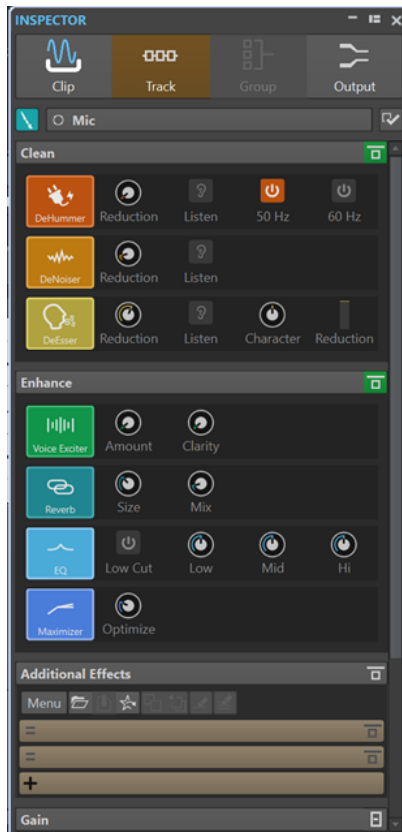 INSPECTOR
Clip Track Group Output
Mic
Clean
DeHummer Reduction Listen 50 Hz 60 Hz
DeNoiser Reduction Listen
DeEsser Reduction Listen Character Reduction
Enhance
Voice Exciter Amount Clarity
Reverb Size Mix
EQ Low Cut Low Mid Hi
Maximizer Optimize
Additional Effects
Menu
Gain